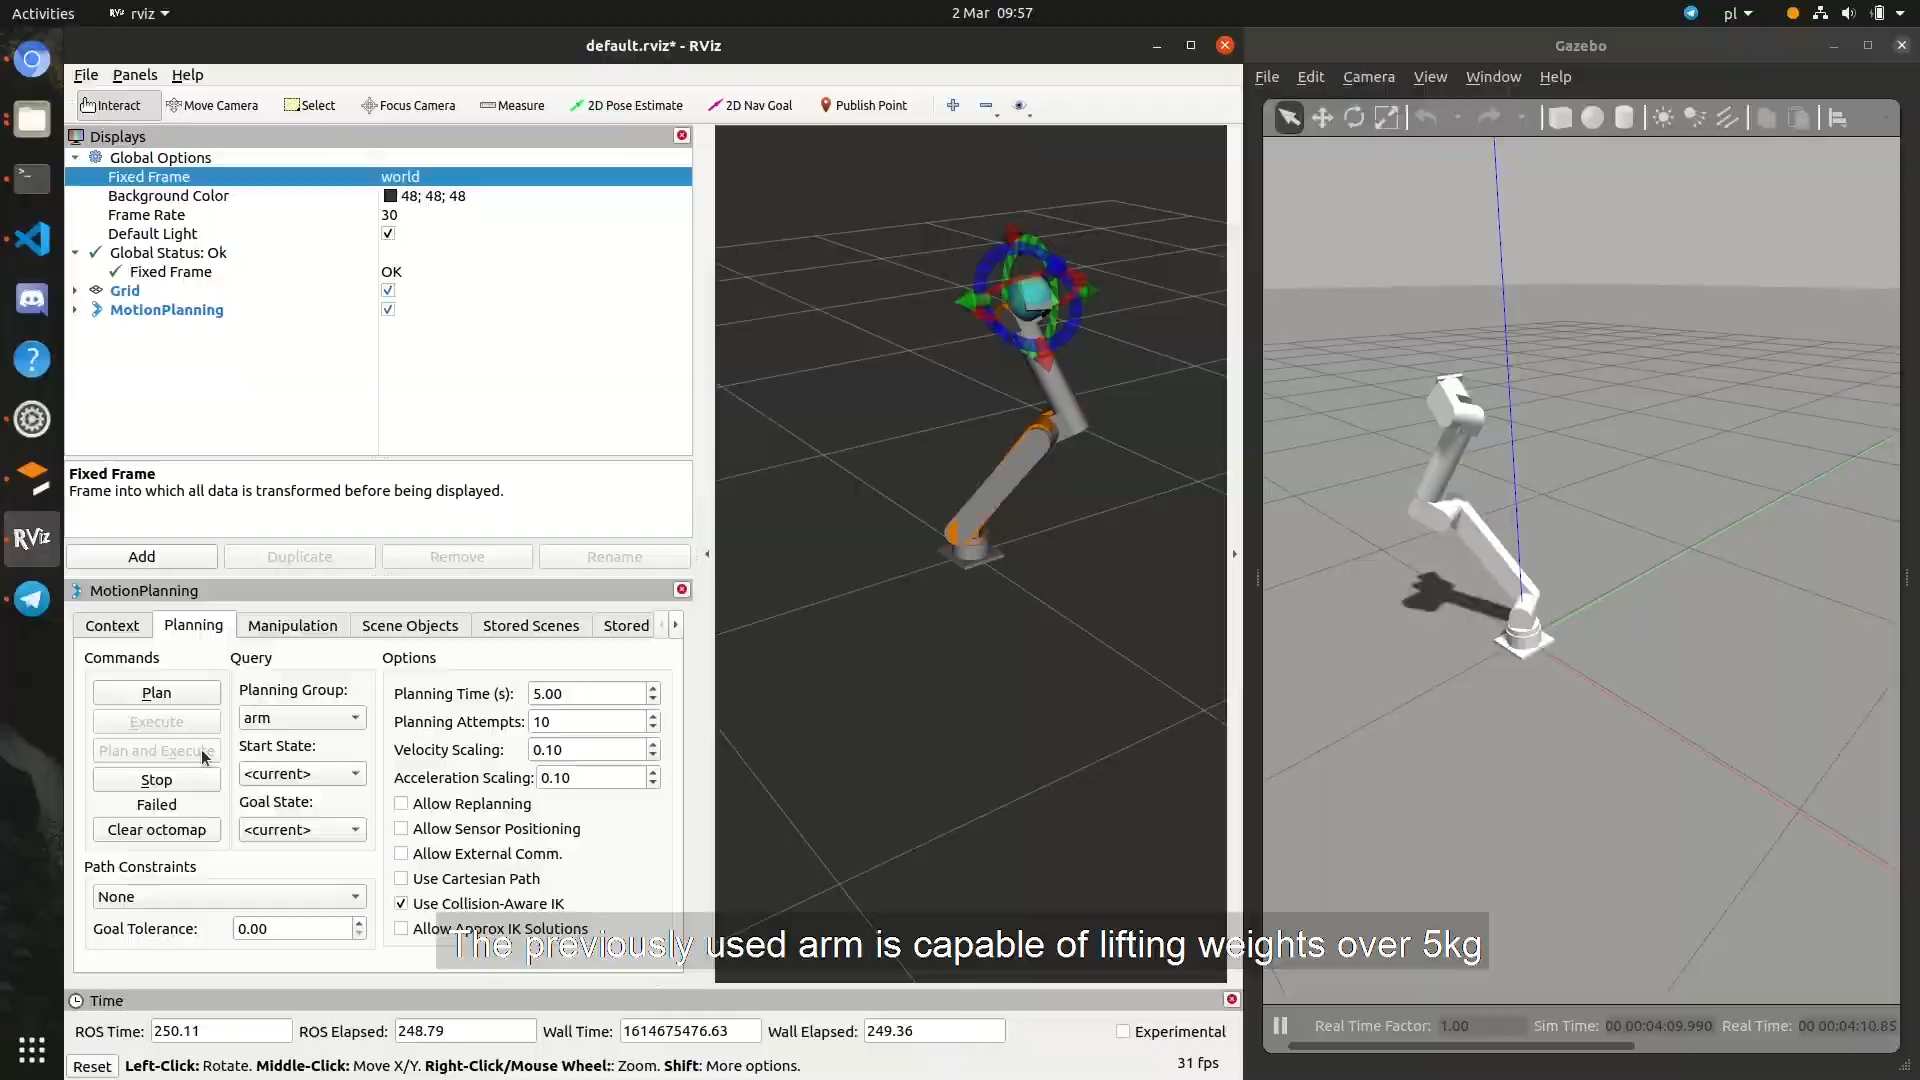 Activities
RViz
rviz
2 Mar 09:57
pl
default.rviz* - RViz
File Panels Help
Interact Move Camera Select Focus Camera Measure 2D Pose Estimate 2D Nav Goal Publish Point
Displays
Global Options
Fixed Frame world
Background Color 48; 48; 48
Frame Rate 30
Default Light
Global Status: Ok
Fixed Frame OK
Grid
MotionPlanning
Fixed Frame
Frame into which all data is transformed before being displayed.
Add Duplicate Remove Rename
RViz
MotionPlanning
Context Planning Manipulation Scene Objects Stored Scenes Stored
Commands Query Options
Plan
Execute
Plan and Execute
Stop
Failed
Clear octomap
Planning Group:
arm
Start State:
<current>
Goal State:
<current>
Planning Time (s): 5.00
Planning Attempts: 10
Velocity Scaling: 0.10
Acceleration Scaling: 0.10
Allow Replanning
Allow Sensor Positioning
Allow External Comm.
Use Cartesian Path
Use Collision-Aware IK
Allow Approx IK Solutions
Path Constraints
None
Goal Tolerance: 0.00
The previously used arm is capable of lifting weights over 5kg
Time
ROS Time: 250.11 ROS Elapsed: 248.79 Wall Time: 1614675476.63 Wall Elapsed: 249.36 Experimental
Reset Left-Click: Rotate. Middle-Click: Move X/Y. Right-Click/Mouse Wheel:: Zoom. Shift: More options. 31 fps
Gazebo
File Edit Camera View Window Help
Real Time Factor: 1.00 Sim Time: 00 00:04:09.990 Real Time: 00 00:04:10.85